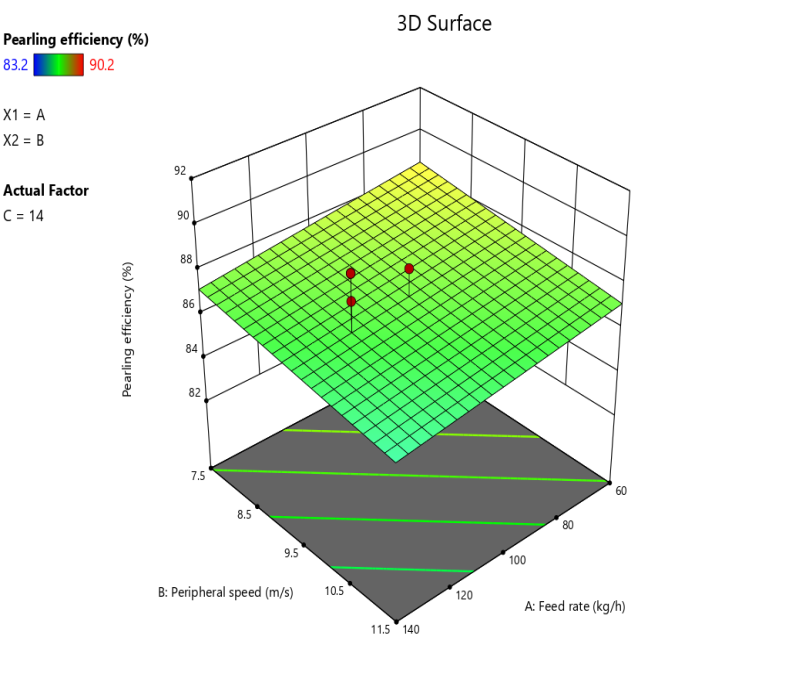 3D Surface
Pearling efficiency (%)
83.2 90.2
X1 = A
X2 = B
Actual Factor
C = 14
92
90
88
86
84
82
Pearling efficiency (%)
7.5
8.5
9.5
10.5
11.5
B: Peripheral speed (m/s)
60
80
100
120
140
A: Feed rate (kg/h)